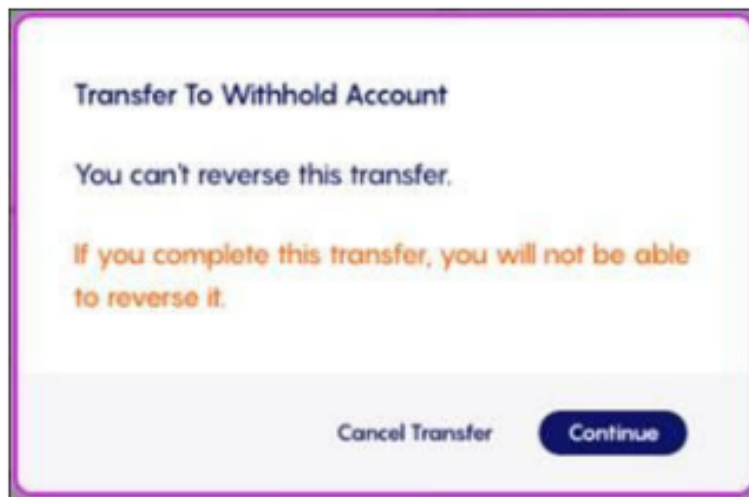 Transfer To Withhold Account
You can't reverse this transfer.
If you complete this transfer, you will not be able
to reverse it.
Cancel Transfer
Continue